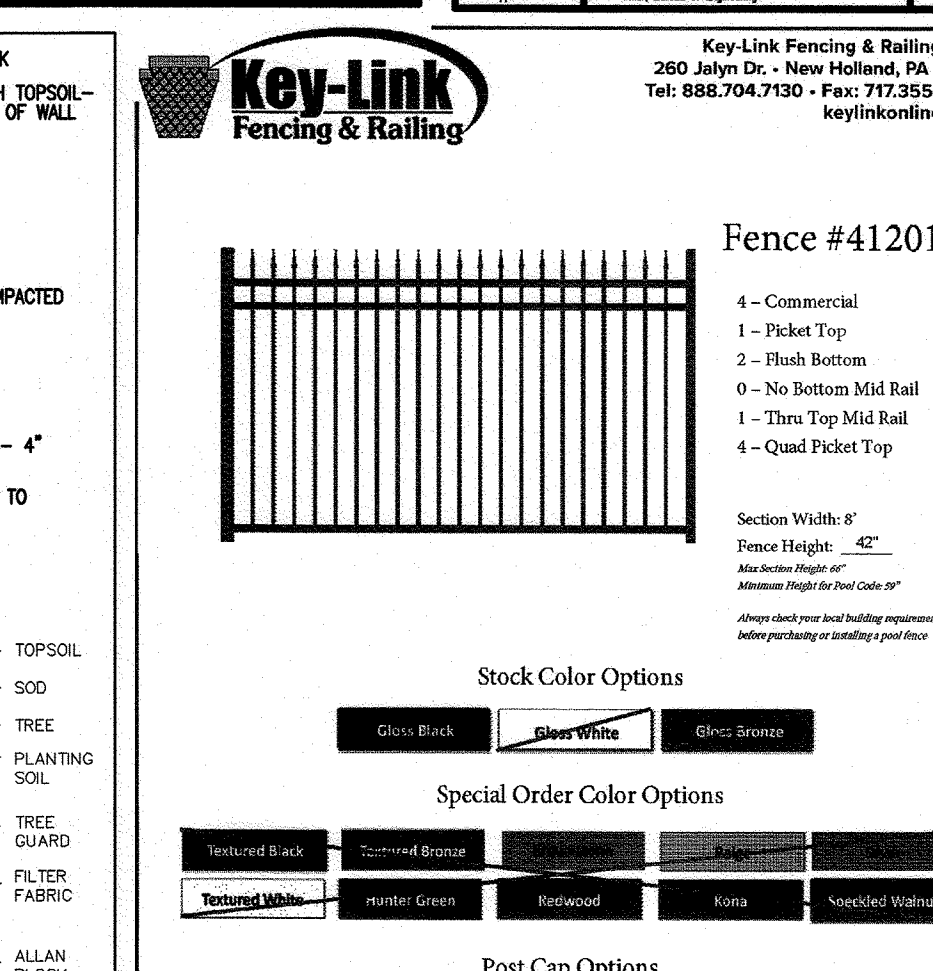 K
H TOPSOIL–
OF WALL
MPACTED
– 4"
TO
TOPSOIL
SOD
TREE
PLANTING
SOIL
TREE
GUARD
FILTER
FABRIC
ALLAN
Key-Link
Fencing & Railing
Key-Link Fencing & Railing
260 Jalyn Dr. • New Holland, PA
Tel: 888.704.7130 • Fax: 717.355
keylinkonline
Fence #41201
4 – Commercial
1 – Picket Top
2 – Flush Bottom
0 – No Bottom Mid Rail
1 – Thru Top Mid Rail
4 – Quad Picket Top
Section Width: 8'
Fence Height: 42"
Max Section Height: 66"
Minimum Height for Pool Code: 59"
Always check your local building requiremen
before purchasing or installing a pool fence
Stock Color Options
Gloss Black Gloss White Gloss Bronze
Special Order Color Options
Textured Black Textured Bronze Beige
Textured White Hunter Green Redwood Kona Speckled Walnu
Post Cap Options